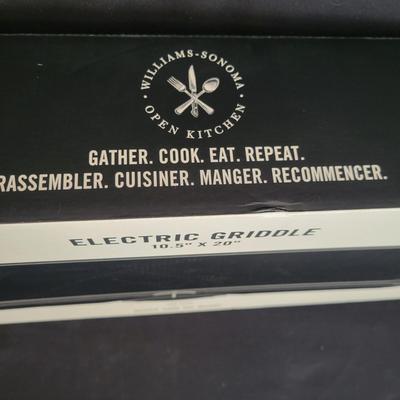 WILLIAMS-SONOMA
OPEN KITCHEN
GATHER. COOK. EAT. REPEAT.
RASSEMBLER. CUISINER. MANGER. RECOMMENCER.
ELECTRIC GRIDDLE
10.5" X 20"